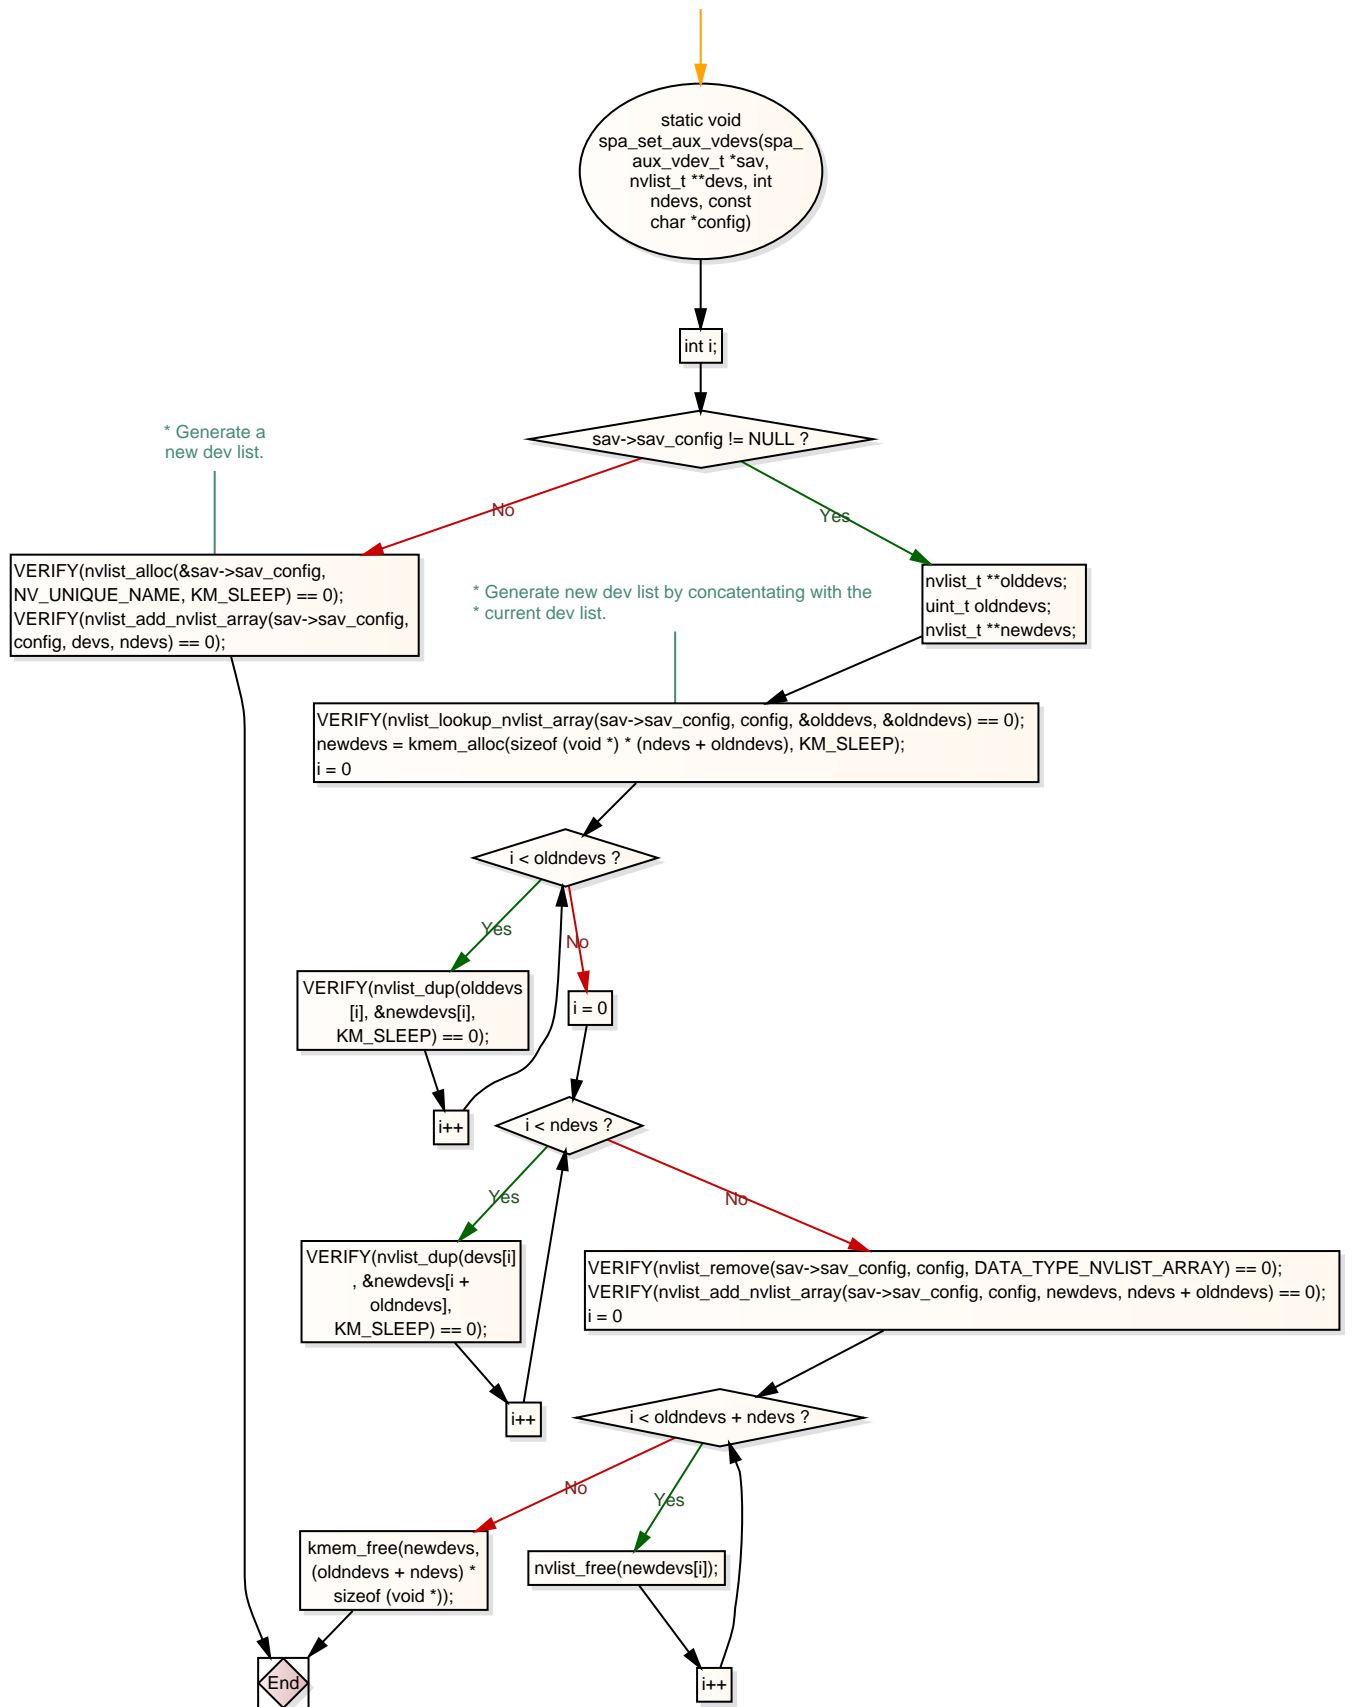 static void
spa_set_aux_vdevs(spa_
aux_vdev_t *sav,
nvlist_t **devs, int
ndevs, const
char *config)
int i;
sav->sav_config != NULL ?
* Generate a
new dev list.
No
Yes
VERIFY(nvlist_alloc(&sav->sav_config,
NV_UNIQUE_NAME, KM_SLEEP) == 0);
VERIFY(nvlist_add_nvlist_array(sav->sav_config,
config, devs, ndevs) == 0);
nvlist_t **olddevs;
uint_t oldndevs;
nvlist_t **newdevs;
* Generate new dev list by concatentating with the
* current dev list.
VERIFY(nvlist_lookup_nvlist_array(sav->sav_config, config, &olddevs, &oldndevs) == 0);
newdevs = kmem_alloc(sizeof (void *) * (ndevs + oldndevs), KM_SLEEP);
i = 0
i < oldndevs ?
Yes
No
VERIFY(nvlist_dup(olddevs
[i], &newdevs[i],
KM_SLEEP) == 0);
i = 0
i++
i < ndevs ?
Yes
No
VERIFY(nvlist_dup(devs[i]
, &newdevs[i +
oldndevs],
KM_SLEEP) == 0);
VERIFY(nvlist_remove(sav->sav_config, config, DATA_TYPE_NVLIST_ARRAY) == 0);
VERIFY(nvlist_add_nvlist_array(sav->sav_config, config, newdevs, ndevs + oldndevs) == 0);
i = 0
i++
i < oldndevs + ndevs ?
No
Yes
kmem_free(newdevs,
(oldndevs + ndevs) *
sizeof (void *));
nvlist_free(newdevs[i]);
End
i++